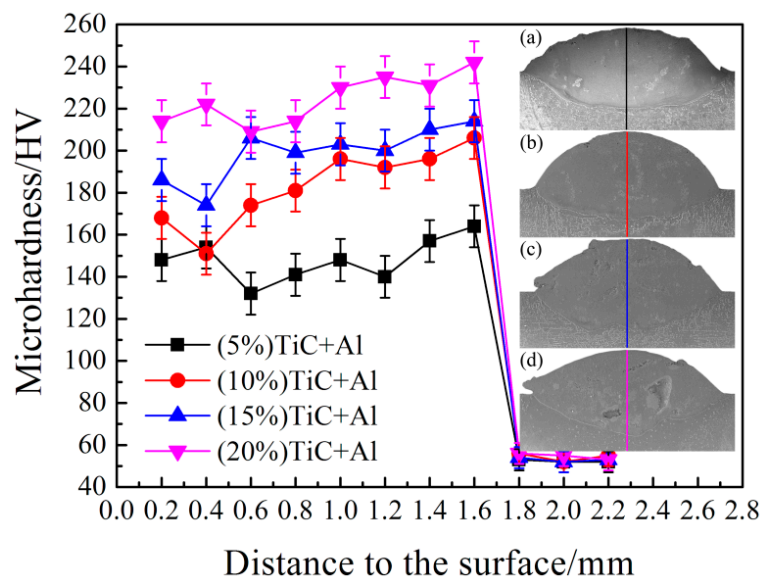 Microhardness/HV
260
240
220
200
180
160
140
120
100
80
60
40
(a)
(b)
(c)
(d)
(5%)TiC+Al
(10%)TiC+Al
(15%)TiC+Al
(20%)TiC+Al
0.0 0.2 0.4 0.6 0.8 1.0 1.2 1.4 1.6 1.8 2.0 2.2 2.4 2.6 2.8
Distance to the surface/mm